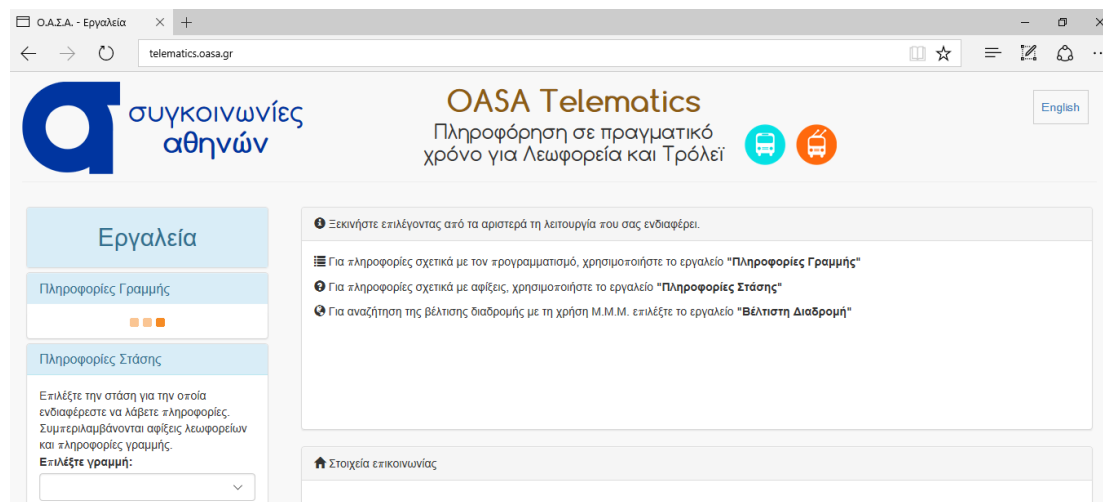 Ο.Α.Σ.Α. - Εργαλεία
telematics.oasa.gr
συγκοινωνίες
αθηνών
OASA Telematics
Πληροφόρηση σε πραγματικό
χρόνο για Λεωφορεία και Τρόλεϊ
English
Εργαλεία
Πληροφορίες Γραμμής
Πληροφορίες Στάσης
Επιλέξτε την στάση για την οποία
ενδιαφέρεστε να λάβετε πληροφορίες.
Συμπεριλαμβάνονται αφίξεις λεωφορείων
και πληροφορίες γραμμής.
Επιλέξτε γραμμή:
Ξεκινήστε επιλέγοντας από τα αριστερά τη λειτουργία που σας ενδιαφέρει.
Για πληροφορίες σχετικά με τον προγραμματισμό, χρησιμοποιήστε το εργαλείο "Πληροφορίες Γραμμής"
Για πληροφορίες σχετικά με αφίξεις, χρησιμοποιήστε το εργαλείο "Πληροφορίες Στάσης"
Για αναζήτηση της βέλτισης διαδρομής με τη χρήση Μ.Μ.Μ. επιλέξτε το εργαλείο "Βέλτιστη Διαδρομή"
Στοιχεία επικοινωνίας